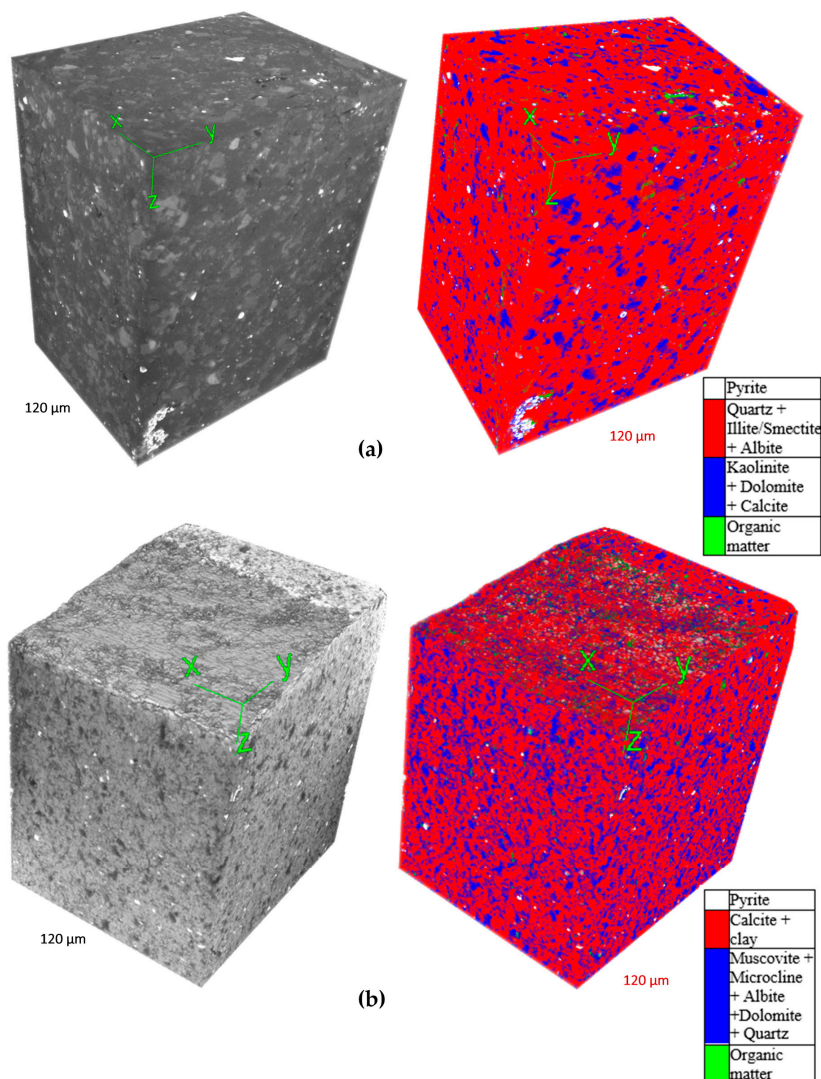 x
y
z
x
y
z
120 µm
120 µm
(a)
Pyrite
Quartz +
Illite/Smectite
+ Albite
Kaolinite
+ Dolomite
+ Calcite
Organic
matter
x
y
z
x
y
z
120 µm
120 µm
(b)
Pyrite
Calcite +
clay
Muscovite +
Microcline
+ Albite
+Dolomite
+ Quartz
Organic
matter